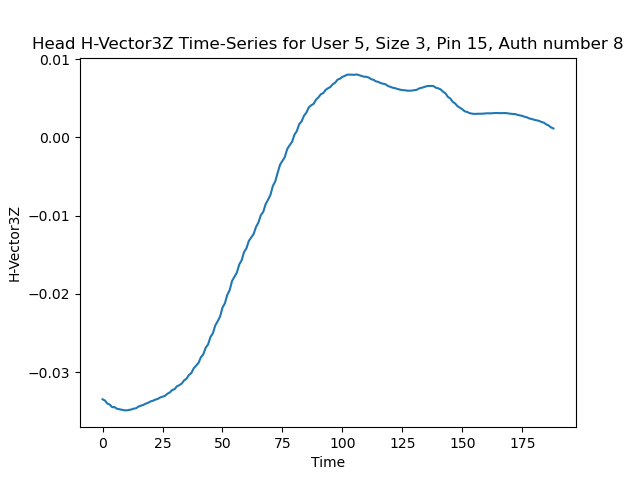 Head H-Vector3Z Time-Series for User 5, Size 3, Pin 15, Auth number 8
0.01
0.00
−0.01
−0.02
−0.03
H-Vector3Z
0 25 50 75 100 125 150 175
Time